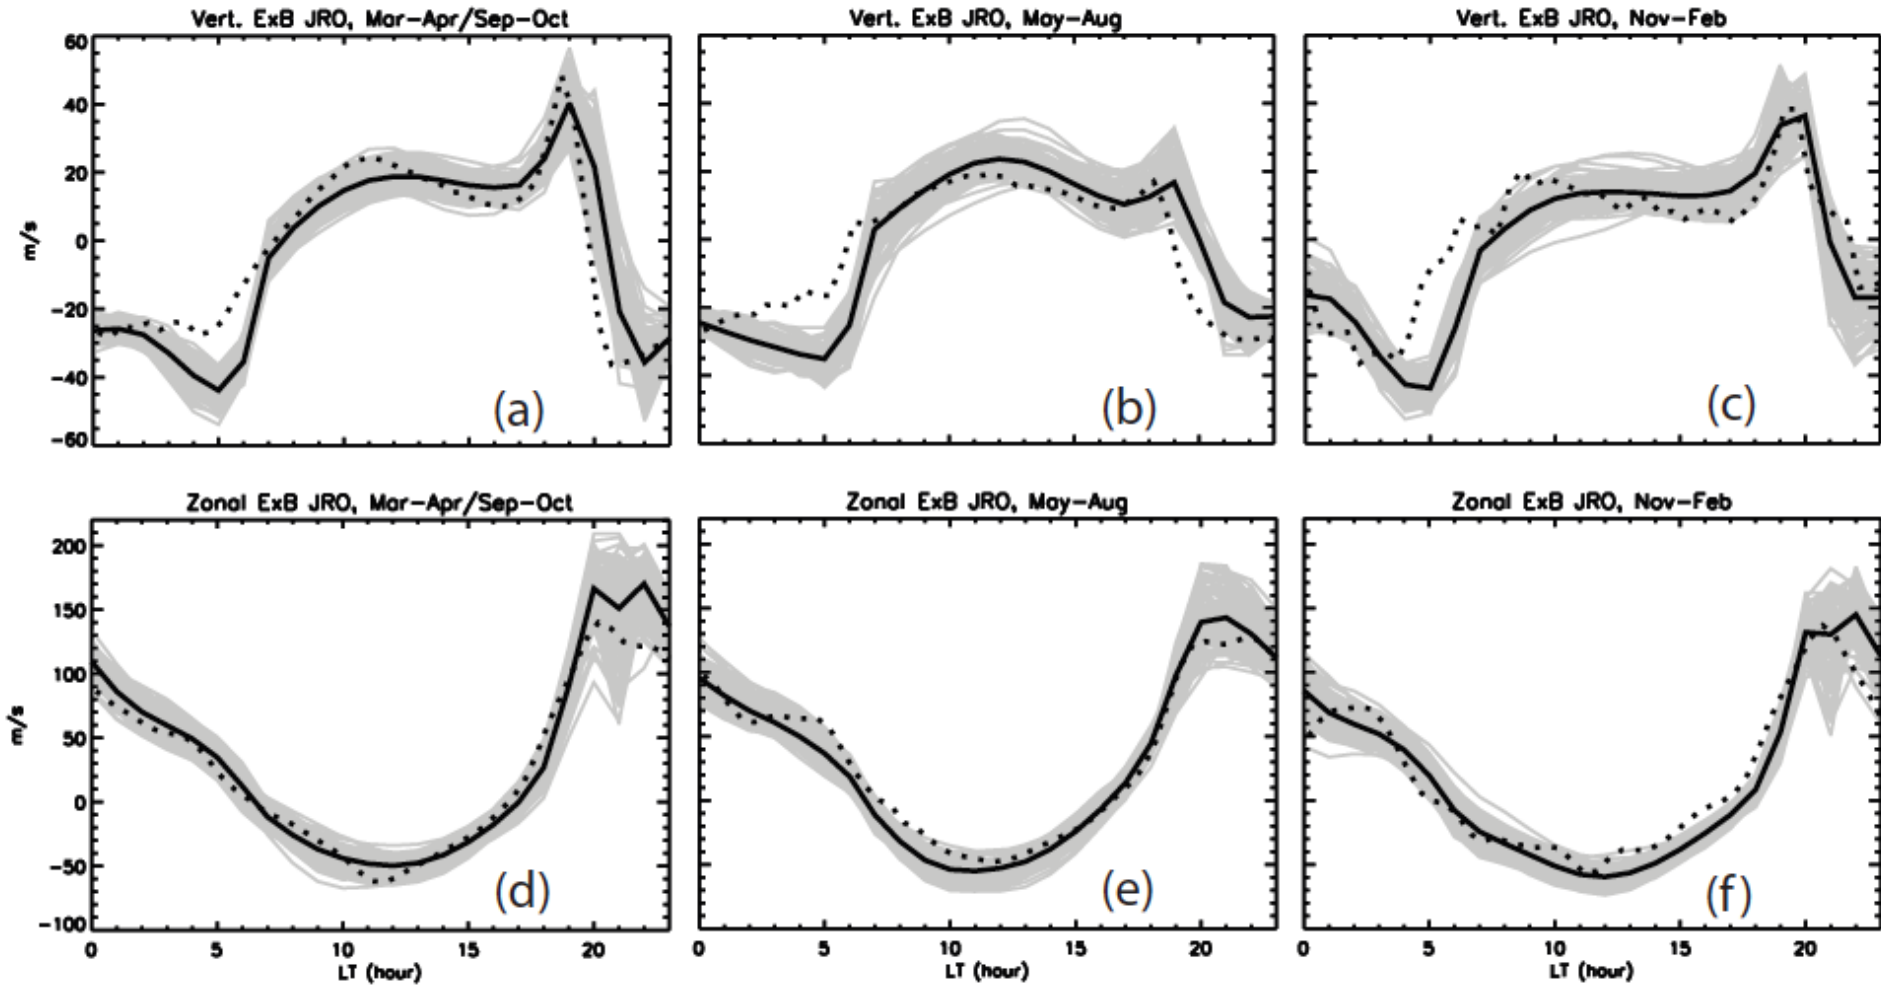 Vert. ExB JRO, Mar-Apr/Sep-Oct
Vert. ExB JRO, May-Aug
Vert. ExB JRO, Nov-Feb
60
40
20
0
-20
-40
-60
m/s
(a)
(b)
(c)
Zonal ExB JRO, Mar-Apr/Sep-Oct
Zonal ExB JRO, May-Aug
Zonal ExB JRO, Nov-Feb
200
150
100
50
0
-50
-100
m/s
(d)
(e)
(f)
0 5 10 15 20
0 5 10 15 20
0 5 10 15 20
LT (hour)
LT (hour)
LT (hour)